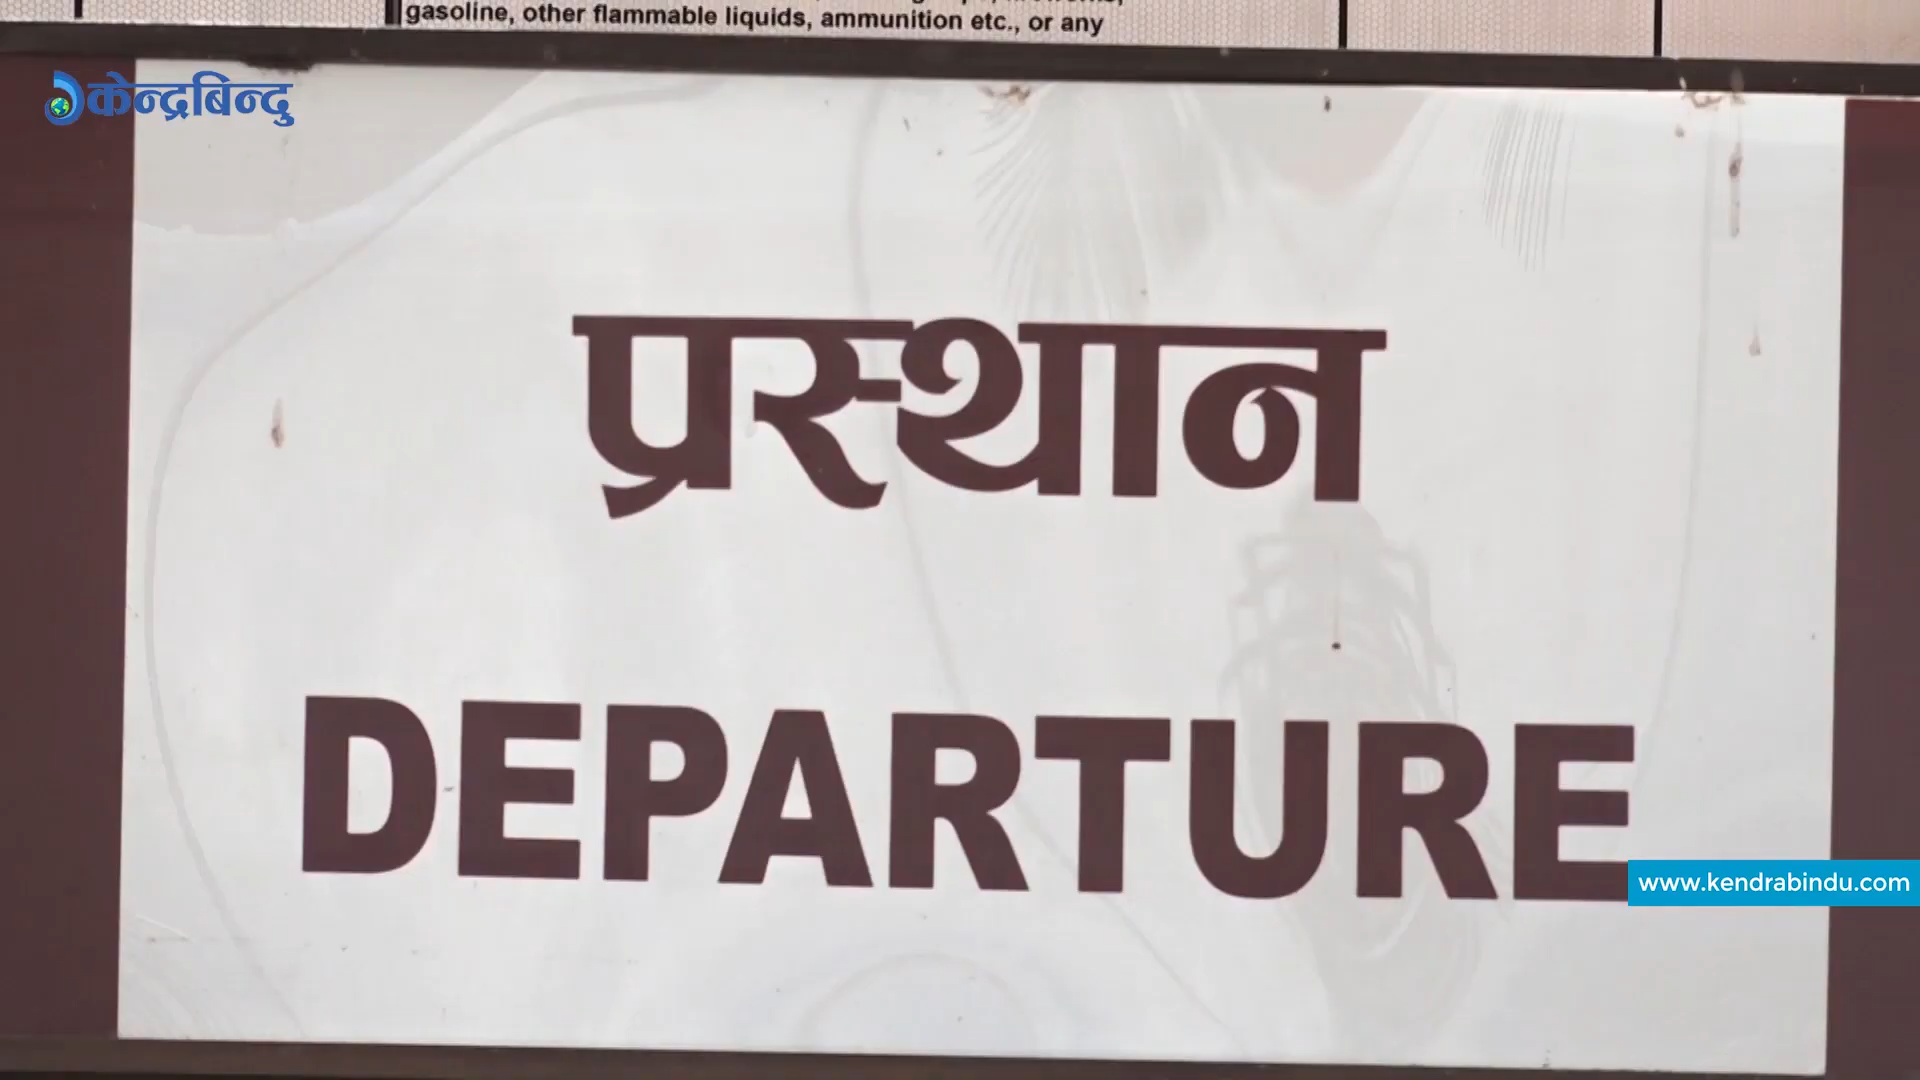 gasoline, other flammable liquids, ammunition etc., or any
केन्द्रबिन्दु
प्रस्थान
DEPARTURE
www.kendrabindu.com